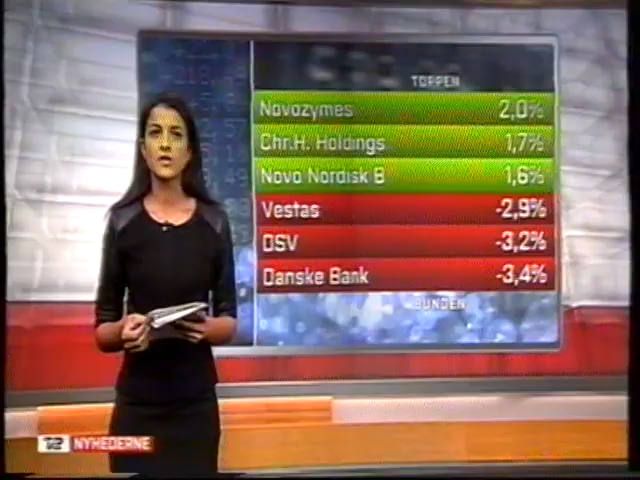 TOPPEN
Novozymes 2,0%
Chr.H. Holdings 1,7%
Novo Nordisk B 1,6%
Vestas -2,9%
DSV -3,2%
Danske Bank -3,4%
BUNDEN
NYHEDERNE